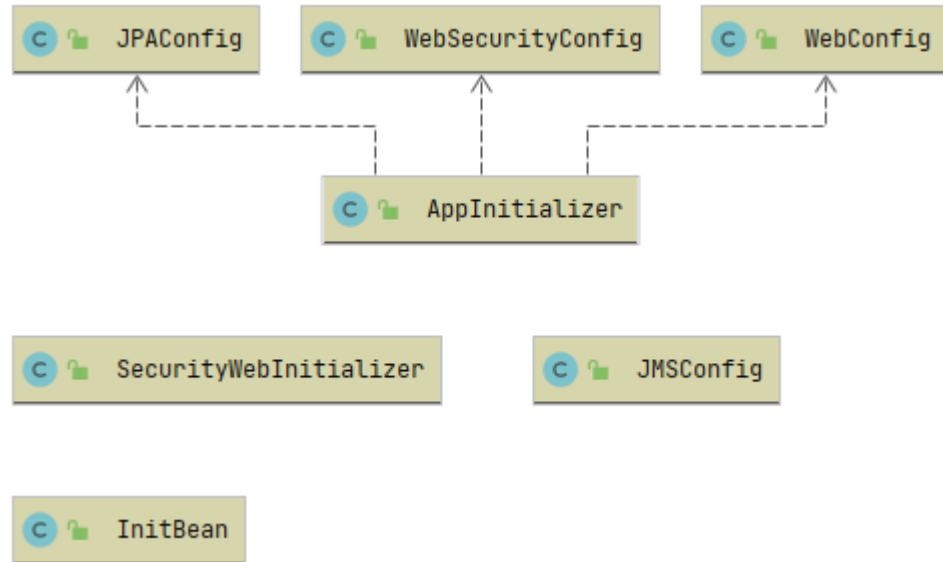 C JPAConfig
C WebSecurityConfig
C WebConfig
C AppInitializer
C SecurityWebInitializer
C JMSConfig
C InitBean